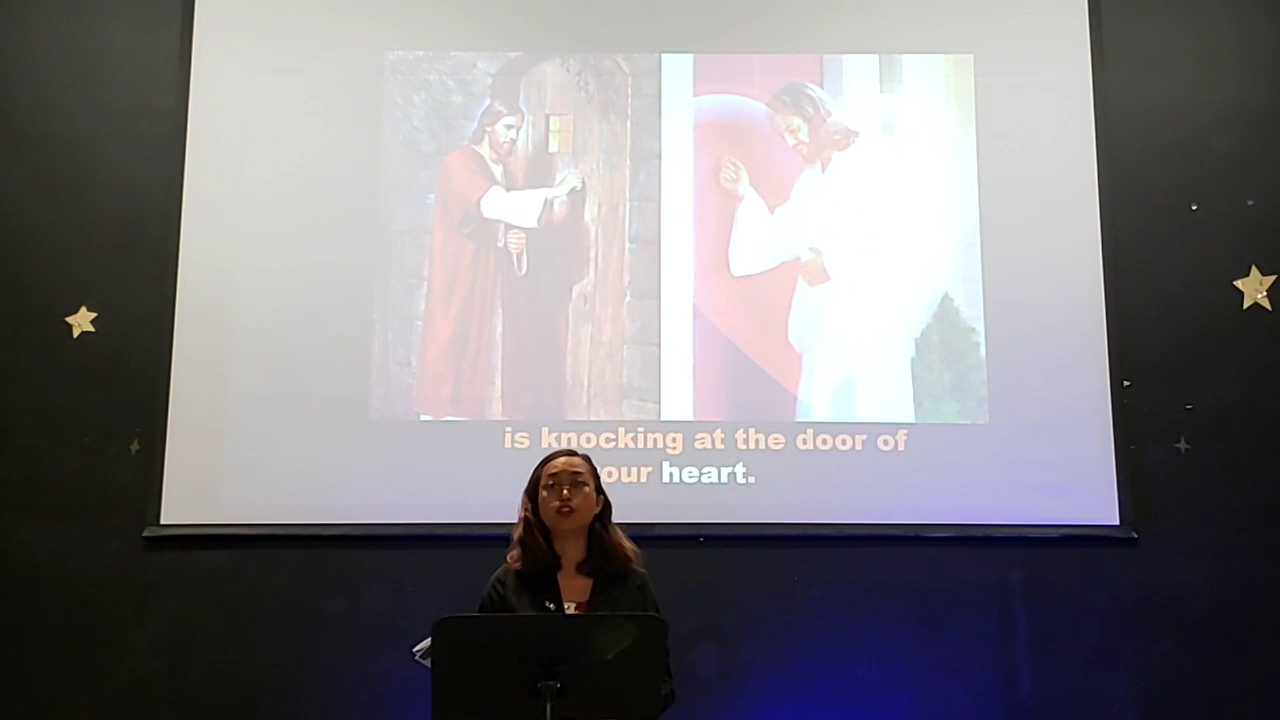 is knocking at the door of
our heart.